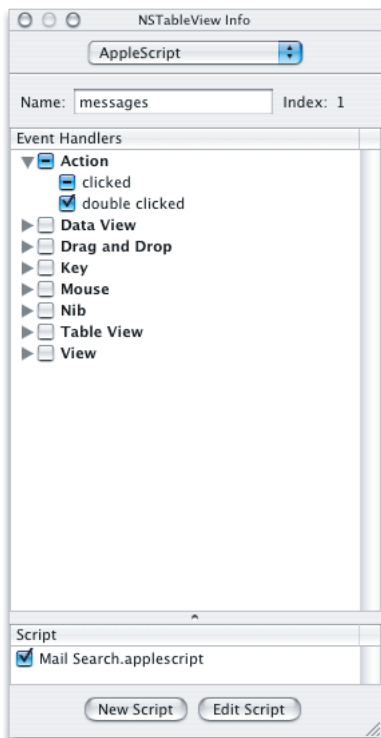 NSTableView Info
AppleScript
Name: messages Index: 1
Event Handlers
Action
clicked
double clicked
Data View
Drag and Drop
Key
Mouse
Nib
Table View
View
Script
Mail Search.applescript
New Script Edit Script